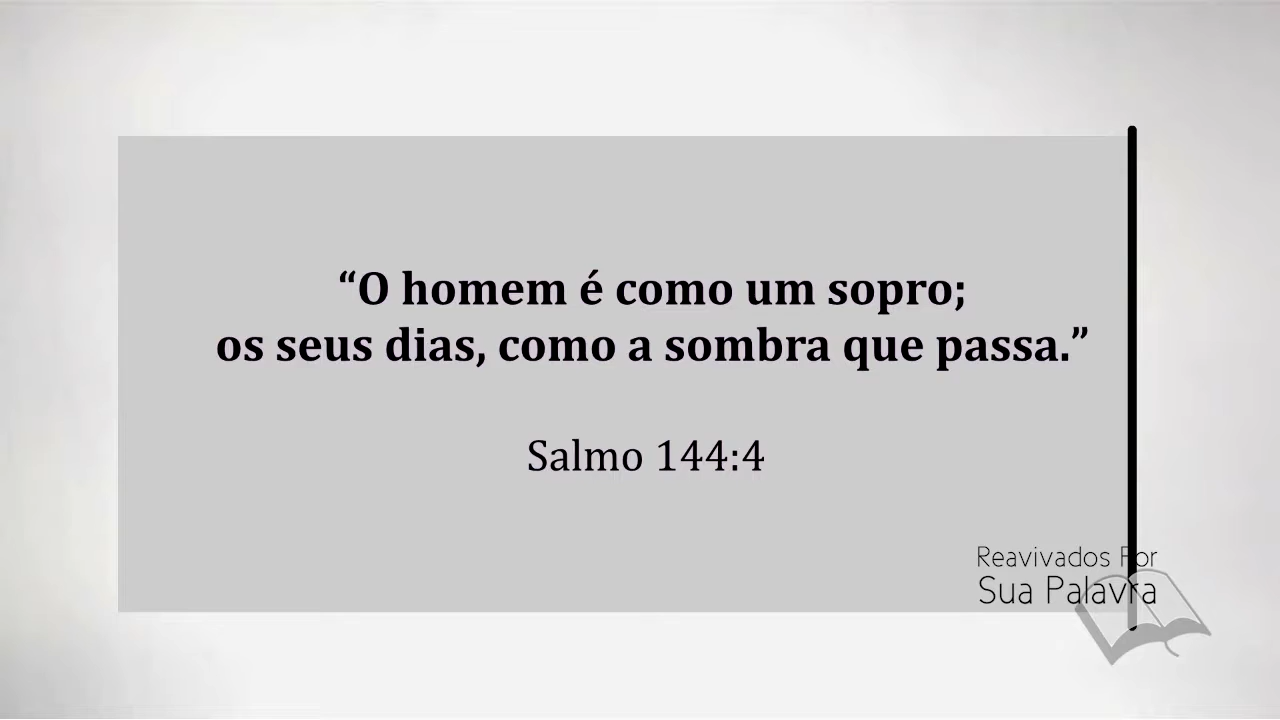 “O homem é como um sopro;
os seus dias, como a sombra que passa.”
Salmo 144:4
Reavivados Por
Sua Palavra